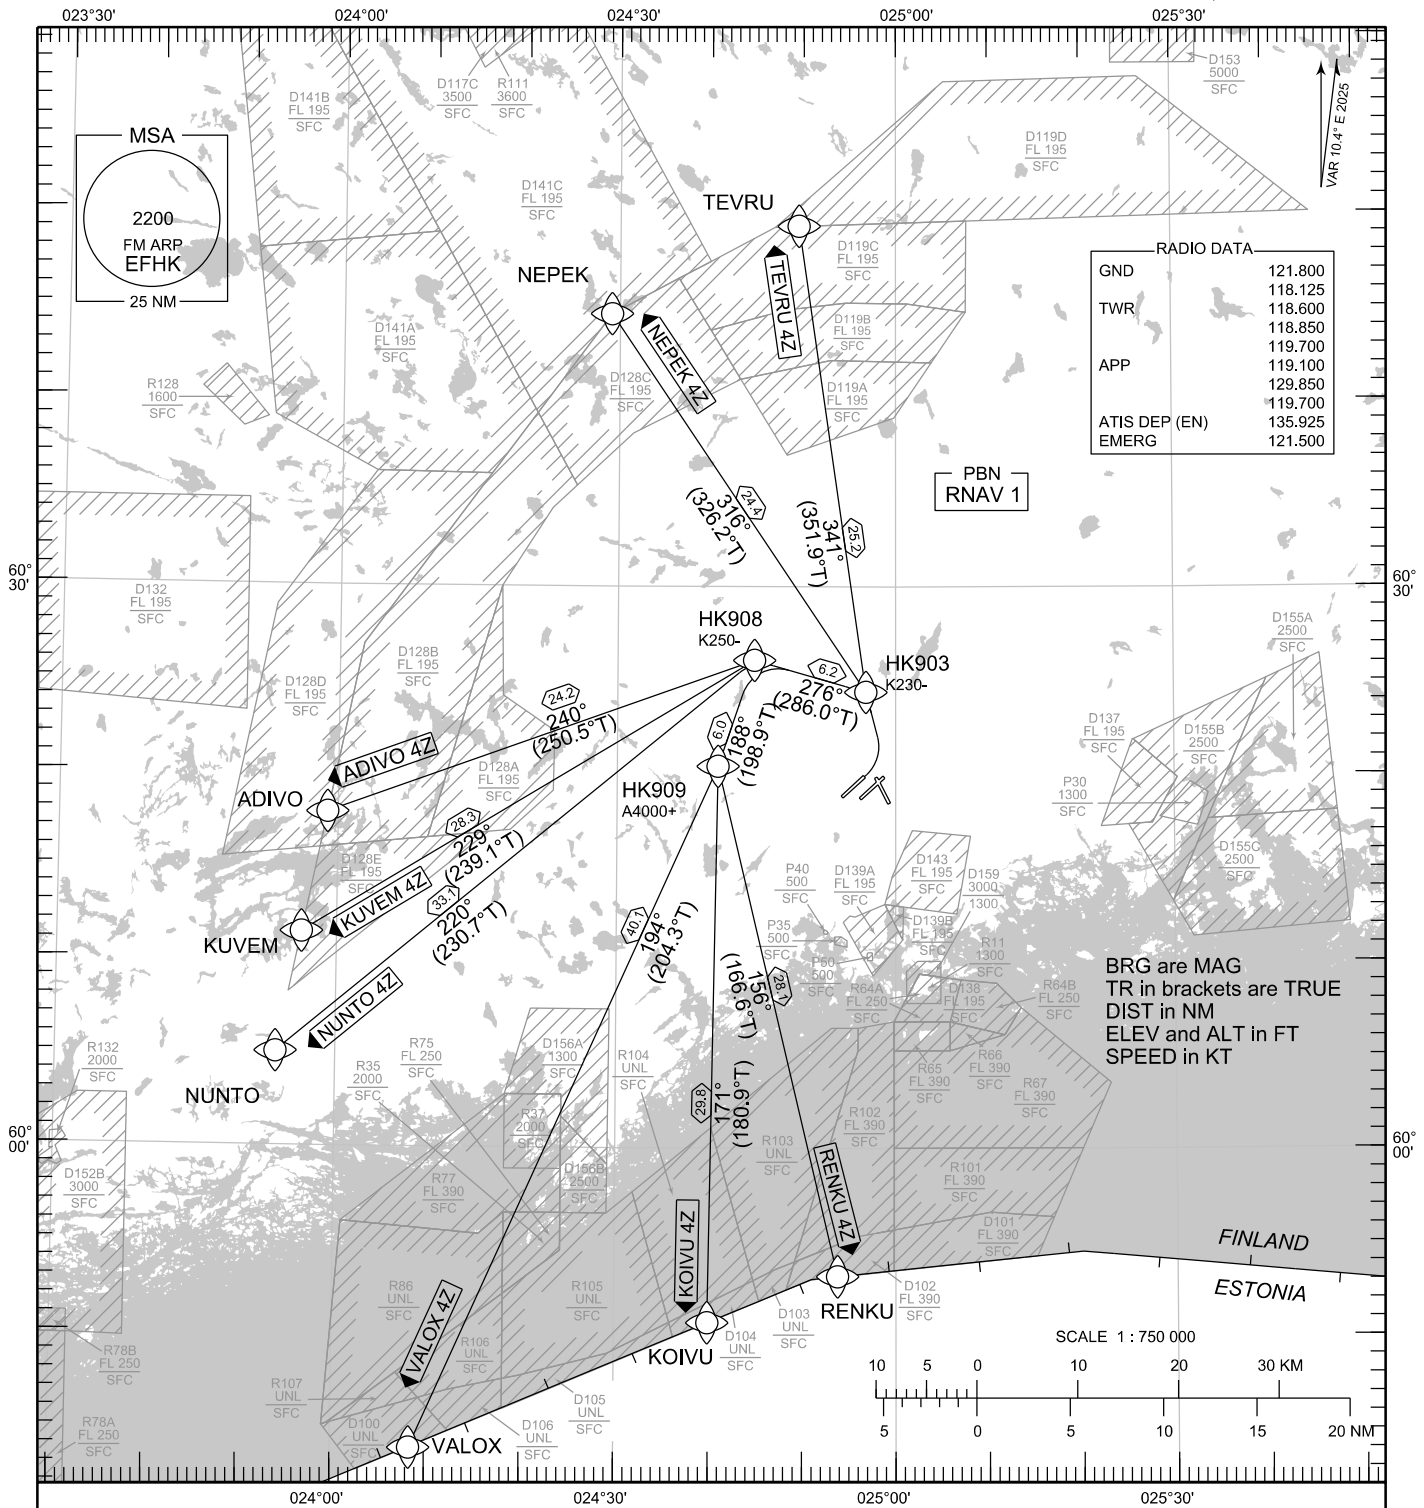 023°30'
024°00'
024°30'
025°00'
025°30'
D153
5000
SFC
VAR 10.4° E 2025
D117C
3500
SFC
R111
3600
SFC
D141B
FL 195
SFC
MSA
2200
FM ARP
EFHK
25 NM
D119D
FL 195
SFC
D141C
FL 195
SFC
TEVRU
D119C
FL 195
SFC
TEVRU 4Z
NEPEK
NEPEK 4Z
RADIO DATA
GND 121.800
118.125
TWR 118.600
118.850
119.700
APP 119.100
129.850
119.700
ATIS DEP (EN) 135.925
EMERG 121.500
D141A
FL 195
SFC
D119B
FL 195
SFC
R128
1600
SFC
D128C
FL 195
SFC
D119A
FL 195
SFC
PBN
RNAV 1
24.4
316°
(326.2°T)
25.2
341°
(351.9°T)
60°
30'
60°
30'
D132
FL 195
SFC
HK908
K250-
D155A
2500
SFC
D128B
FL 195
SFC
HK903
K230-
6.2
276°
(286.0°T)
D128D
FL 195
SFC
24.2
240°
(250.5°T)
6.0
188°
(198.9°T)
D137
FL 195
SFC
D155B
2500
SFC
ADIVO 4Z
D128A
FL 195
SFC
P30
1300
SFC
ADIVO
HK909
A4000+
28.3
229°
(239.1°T)
D155C
2500
SFC
D128E
FL 195
SFC
P40
500
SFC
D139A
FL 195
SFC
D143
FL 195
SFC
D159
3000
1300
KUVEM 4Z
33.1
220°
(230.7°T)
KUVEM
40.1
194°
(204.3°T)
P35
500
SFC
D139B
FL 195
SFC
P50
500
SFC
R11
1300
SFC
28.1
156°
(166.6°T)
BRG are MAG
TR in brackets are TRUE
DIST in NM
ELEV and ALT in FT
SPEED in KT
R64A
FL 250
SFC
D138
FL 195
SFC
R64B
FL 250
SFC
NUNTO 4Z
NUNTO
R132
2000
SFC
R75
FL 250
SFC
R35
2000
SFC
D156A
1300
SFC
R104
UNL
SFC
R66
FL 390
SFC
R65
FL 390
SFC
R67
FL 390
SFC
29.8
171°
(180.9°T)
R37
2000
SFC
R102
FL 390
SFC
R103
UNL
SFC
60°
00'
60°
00'
D152B
3000
SFC
R77
FL 390
SFC
D156B
2500
SFC
R101
FL 390
SFC
RENKU 4Z
KOIVU 4Z
D101
FL 390
SFC
FINLAND
ESTONIA
R86
UNL
SFC
R105
UNL
SFC
D102
FL 390
SFC
RENKU
VALOX 4Z
D103
UNL
SFC
D104
UNL
SFC
KOIVU
R106
UNL
SFC
R78B
FL 250
SFC
SCALE 1 : 750 000
10 5 0 10 20 30 KM
5 0 5 10 15 20 NM
R107
UNL
SFC
D105
UNL
SFC
R78A
FL 250
SFC
D100
UNL
SFC
D106
UNL
SFC
VALOX
024°00'
024°30'
025°00'
025°30'